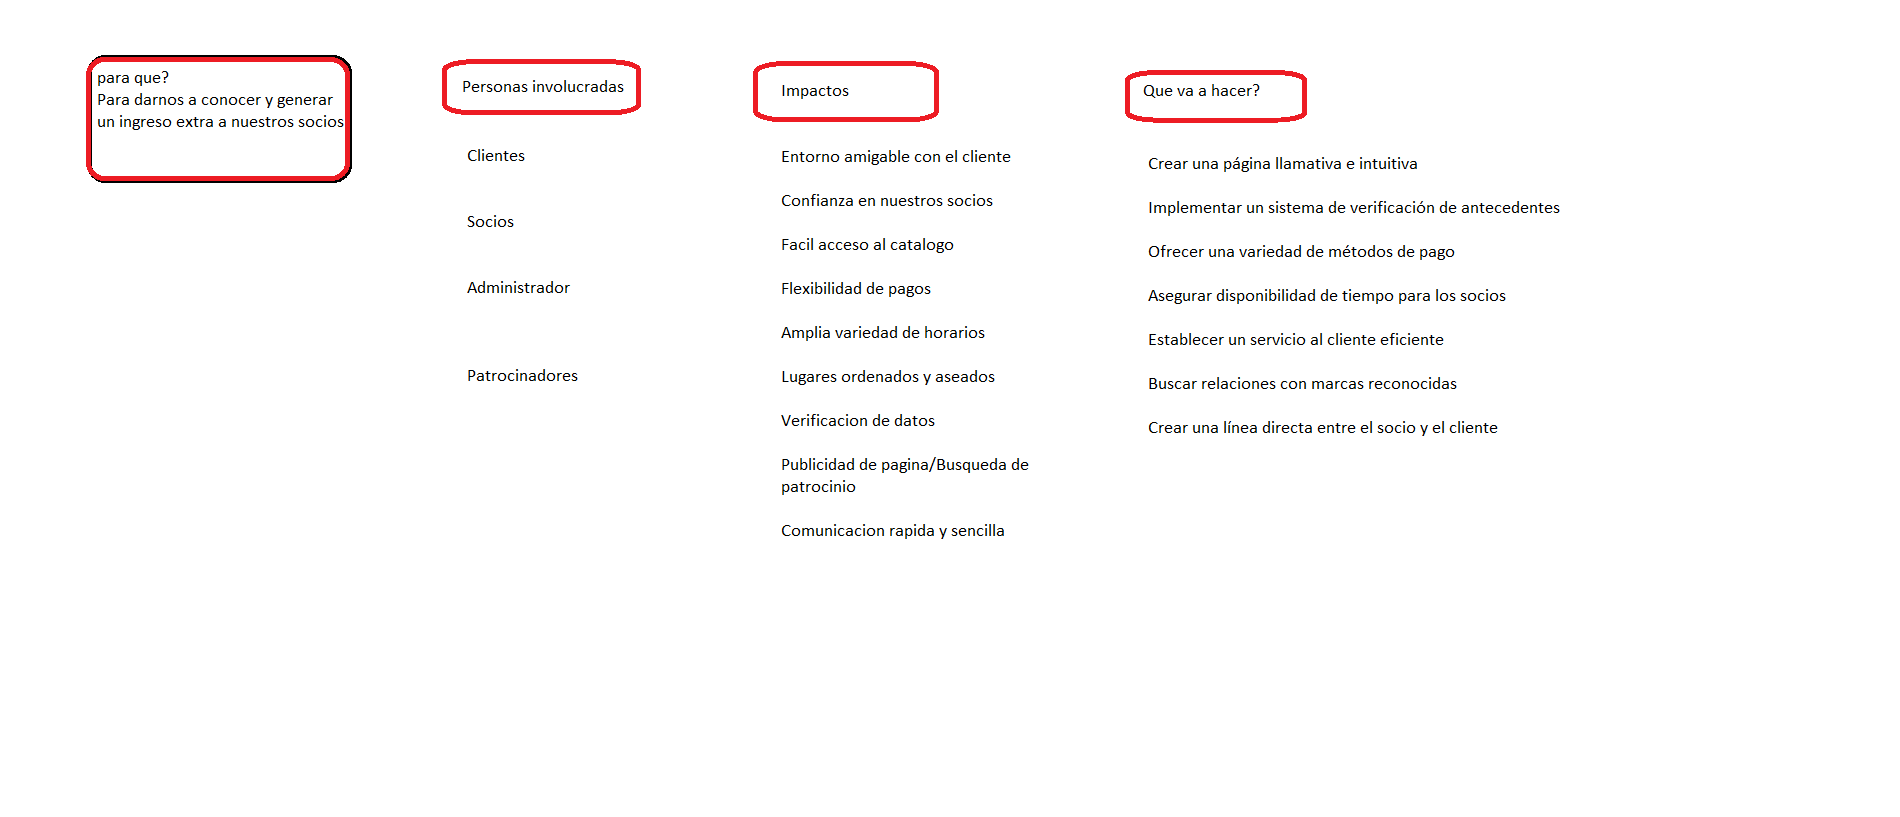 para que?
Para darnos a conocer y generar
un ingreso extra a nuestros socios
Personas involucradas
Clientes
Socios
Administrador
Patrocinadores
Impactos
Entorno amigable con el cliente
Confianza en nuestros socios
Facil acceso al catalogo
Flexibilidad de pagos
Amplia variedad de horarios
Lugares ordenados y aseados
Verificacion de datos
Publicidad de pagina/Busqueda de
patrocinio
Comunicacion rapida y sencilla
Que va a hacer?
Crear una página llamativa e intuitiva
Implementar un sistema de verificación de antecedentes
Ofrecer una variedad de métodos de pago
Asegurar disponibilidad de tiempo para los socios
Establecer un servicio al cliente eficiente
Buscar relaciones con marcas reconocidas
Crear una línea directa entre el socio y el cliente